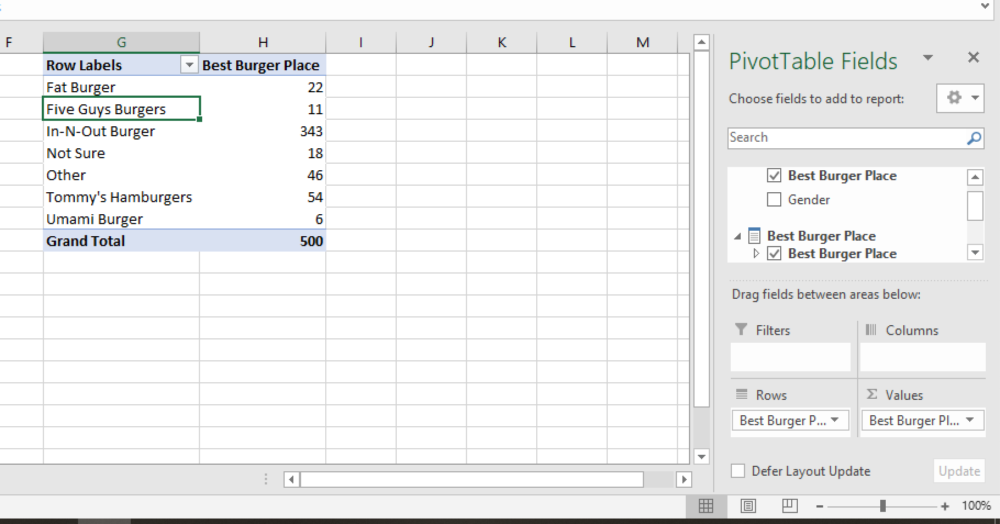 F G H I J K L M
Row Labels Best Burger Place
Fat Burger 22
Five Guys Burgers 11
In-N-Out Burger 343
Not Sure 18
Other 46
Tommy's Hamburgers 54
Umami Burger 6
Grand Total 500
PivotTable Fields
Choose fields to add to report:
Search
Best Burger Place
Gender
Best Burger Place
Best Burger Place
Drag fields between areas below:
Filters Columns
Rows Σ Values
Best Burger P... Best Burger Pl...
Defer Layout Update Update
100%